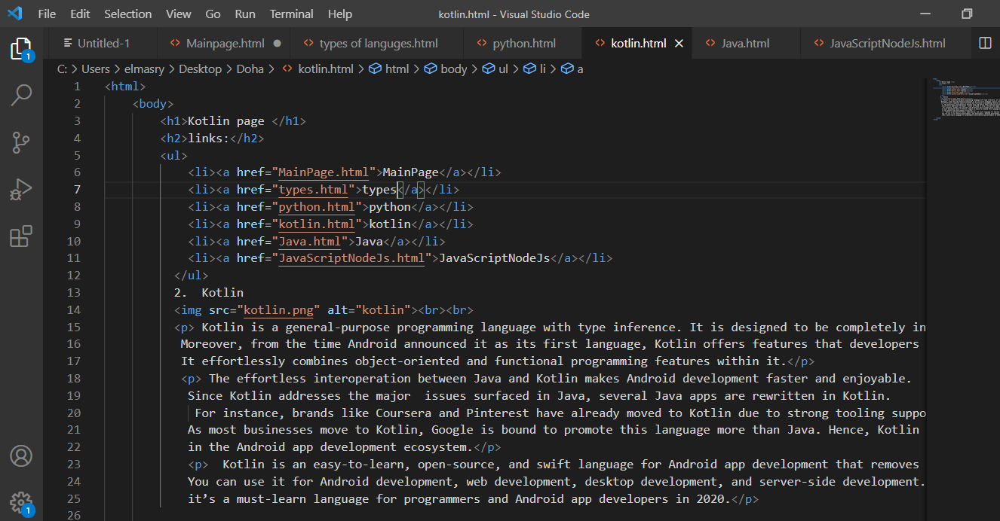 File Edit Selection View Go Run Terminal Help kotlin.html - Visual Studio Code
Untitled-1 <> Mainpage.html ● <> types of languges.html <> python.html <> kotlin.html × <> Java.html <> JavaScriptNodeJs.html
C: > Users > elmasry > Desktop > Doha > <> kotlin.html > html > body > ul > li > a
1 <html>
2 <body>
3 <h1>Kotlin page </h1>
4 <h2>links:</h2>
5 <ul>
6 <li><a href="MainPage.html">MainPage</a></li>
7 <li><a href="types.html">types</a></li>
8 <li><a href="python.html">python</a></li>
9 <li><a href="kotlin.html">kotlin</a></li>
10 <li><a href="Java.html">Java</a></li>
11 <li><a href="JavaScriptNodeJs.html">JavaScriptNodeJs</a></li>
12 </ul>
13 2.  Kotlin
14 <img src="kotlin.png" alt="kotlin"><br><br>
15 <p> Kotlin is a general-purpose programming language with type inference. It is designed to be completely in
16 Moreover, from the time Android announced it as its first language, Kotlin offers features that developers
17 It effortlessly combines object-oriented and functional programming features within it.</p>
18 <p> The effortless interoperation between Java and Kotlin makes Android development faster and enjoyable.
19 Since Kotlin addresses the major  issues surfaced in Java, several Java apps are rewritten in Kotlin.
20 For instance, brands like Coursera and Pinterest have already moved to Kotlin due to strong tooling suppo
21 As most businesses move to Kotlin, Google is bound to promote this language more than Java. Hence, Kotlin
22 in the Android app development ecosystem.</p>
23 <p>  Kotlin is an easy-to-learn, open-source, and swift language for Android app development that removes
24 You can use it for Android development, web development, desktop development, and server-side development.
25 it’s a must-learn language for programmers and Android app developers in 2020.</p>
26
1
1